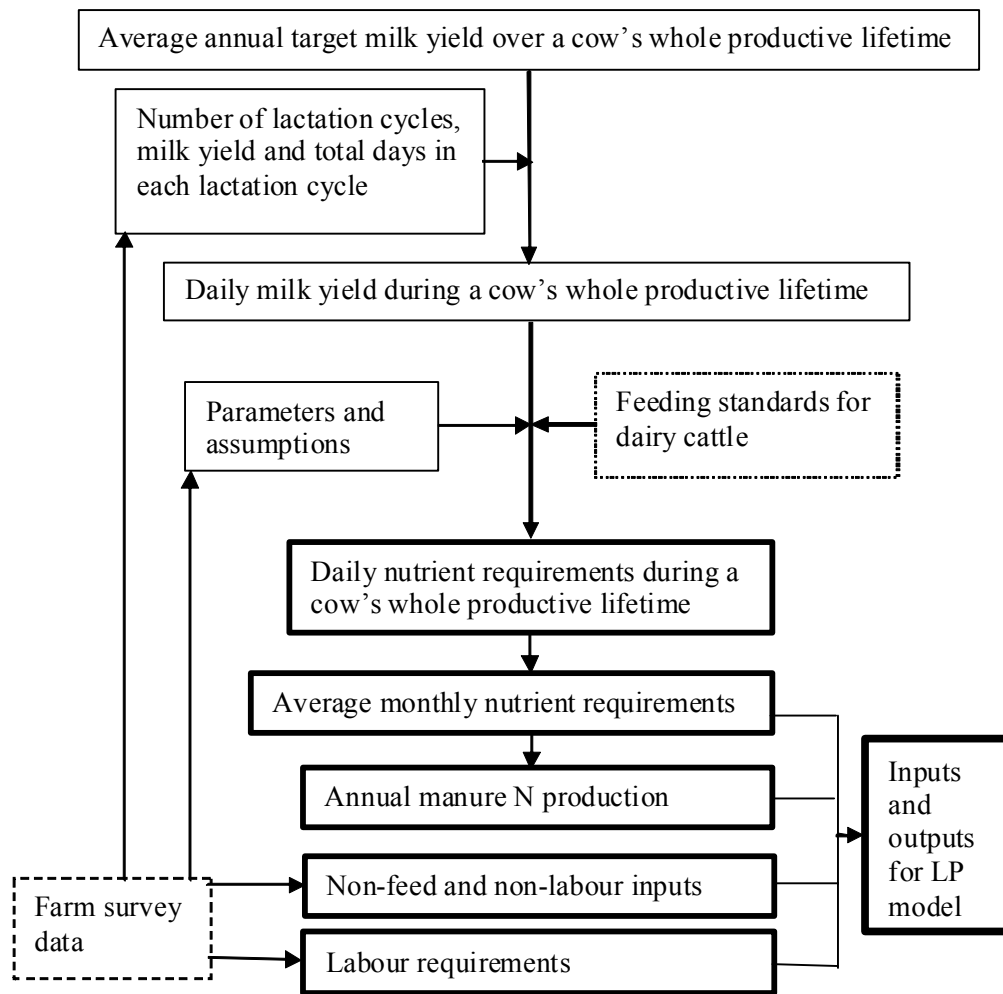 Average annual target milk yield over a cow's whole productive lifetime
Number of lactation cycles,
milk yield and total days in
each lactation cycle
Daily milk yield during a cow's whole productive lifetime
Parameters and
assumptions
Feeding standards for
dairy cattle
Daily nutrient requirements during a
cow's whole productive lifetime
Average monthly nutrient requirements
Annual manure N production
Non-feed and non-labour inputs
Labour requirements
Farm survey
data
Inputs
and
outputs
for LP
model